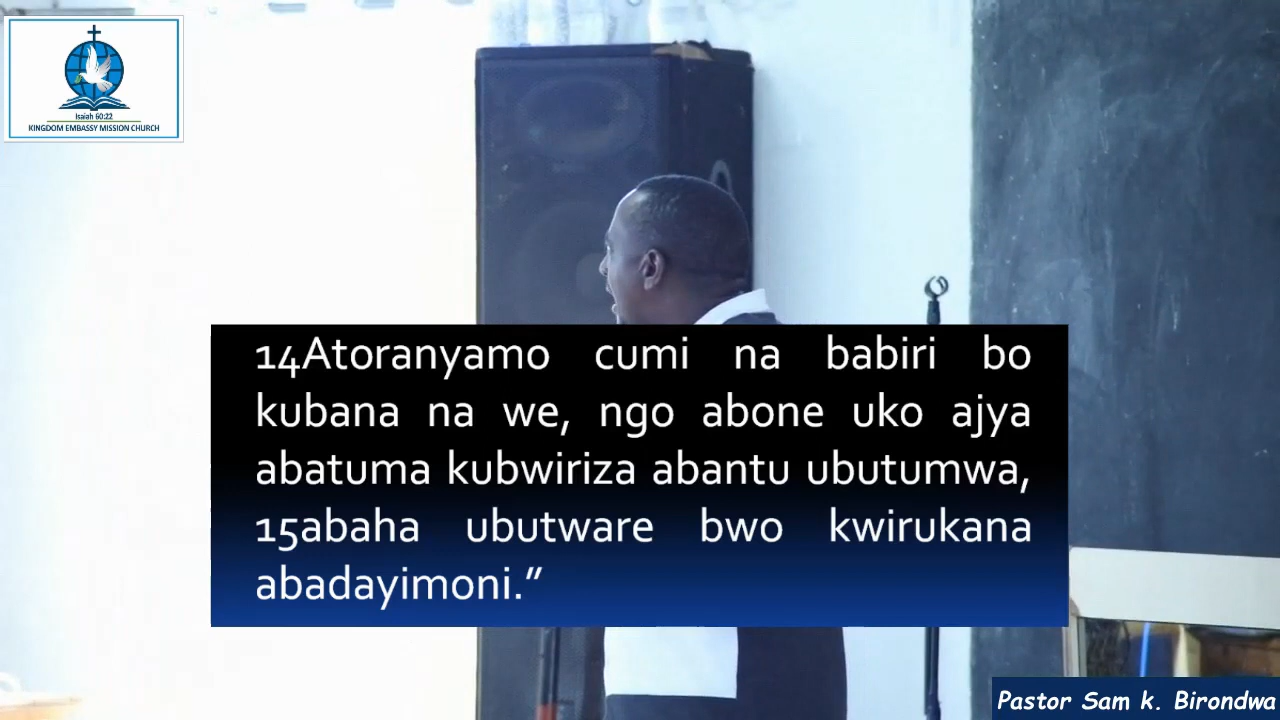 Isaiah 60:22
KINGDOM EMBASSY MISSION CHURCH
14Atoranyamo cumi na babiri bo
kubana na we, ngo abone uko ajya
abatuma kubwiriza abantu ubutumwa,
15abaha ubutware bwo kwirukana
abadayimoni.”
Pastor Sam k. Birondwa